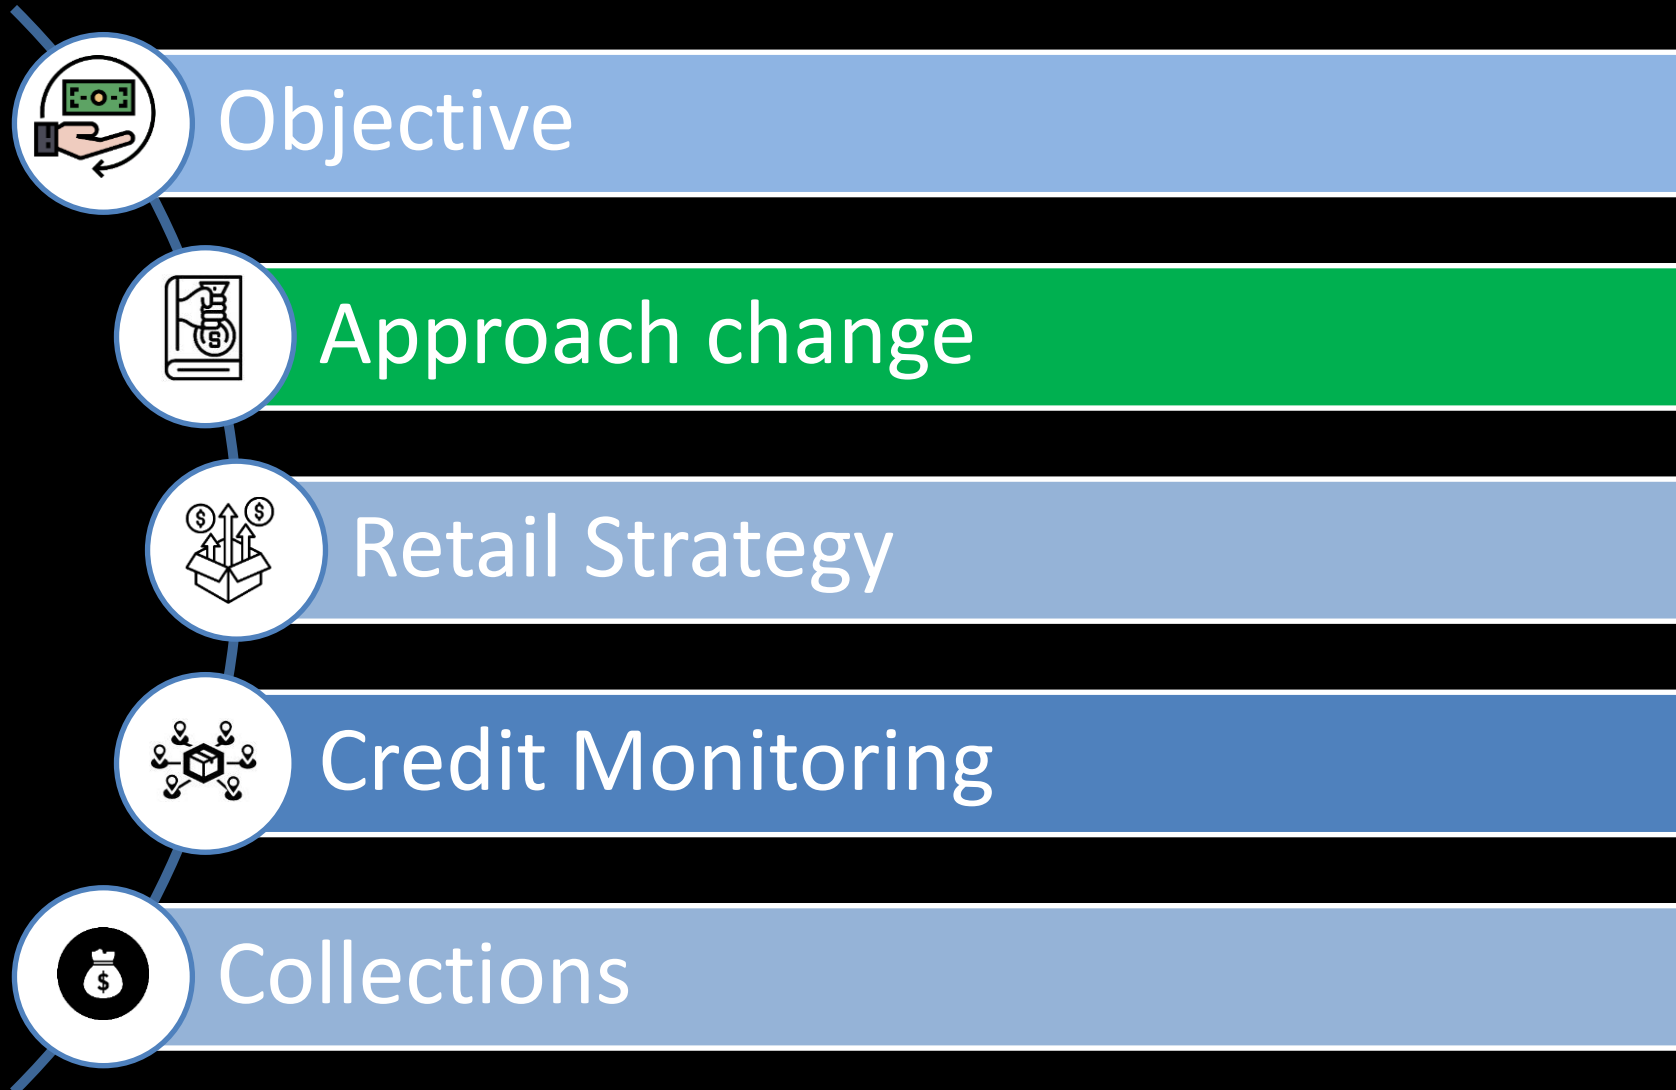 Objective
Approach change
Retail Strategy
Credit Monitoring
Collections